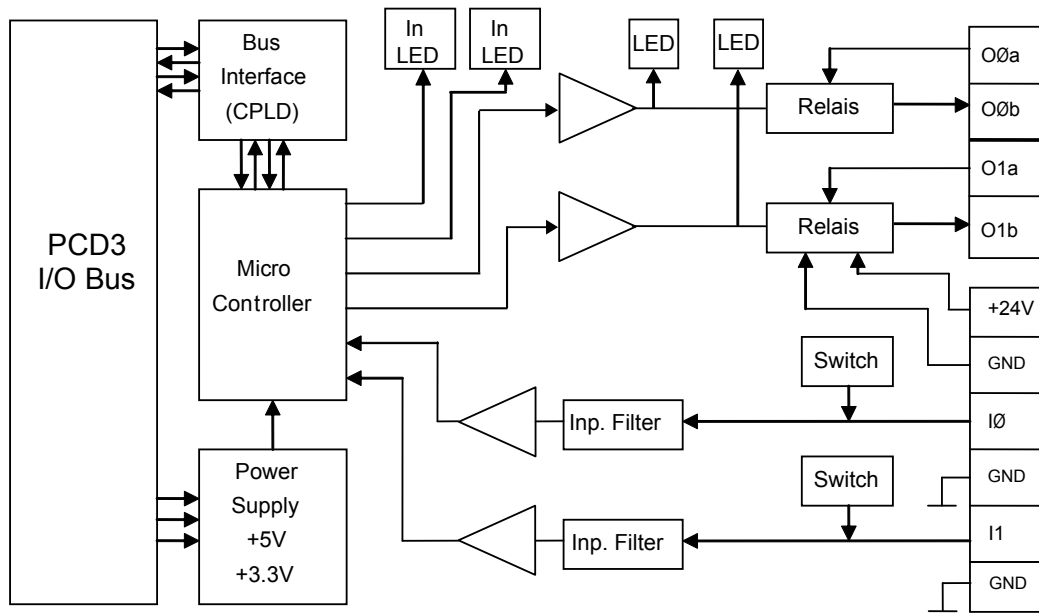 PCD3
I/O Bus
Bus
Interface
(CPLD)
Micro
Controller
Power
Supply
+5V
+3.3V
In
LED
In
LED
LED
LED
Relais
Relais
Switch
Inp. Filter
Switch
Inp. Filter
OØa
OØb
O1a
O1b
+24V
GND
IØ
GND
I1
GND